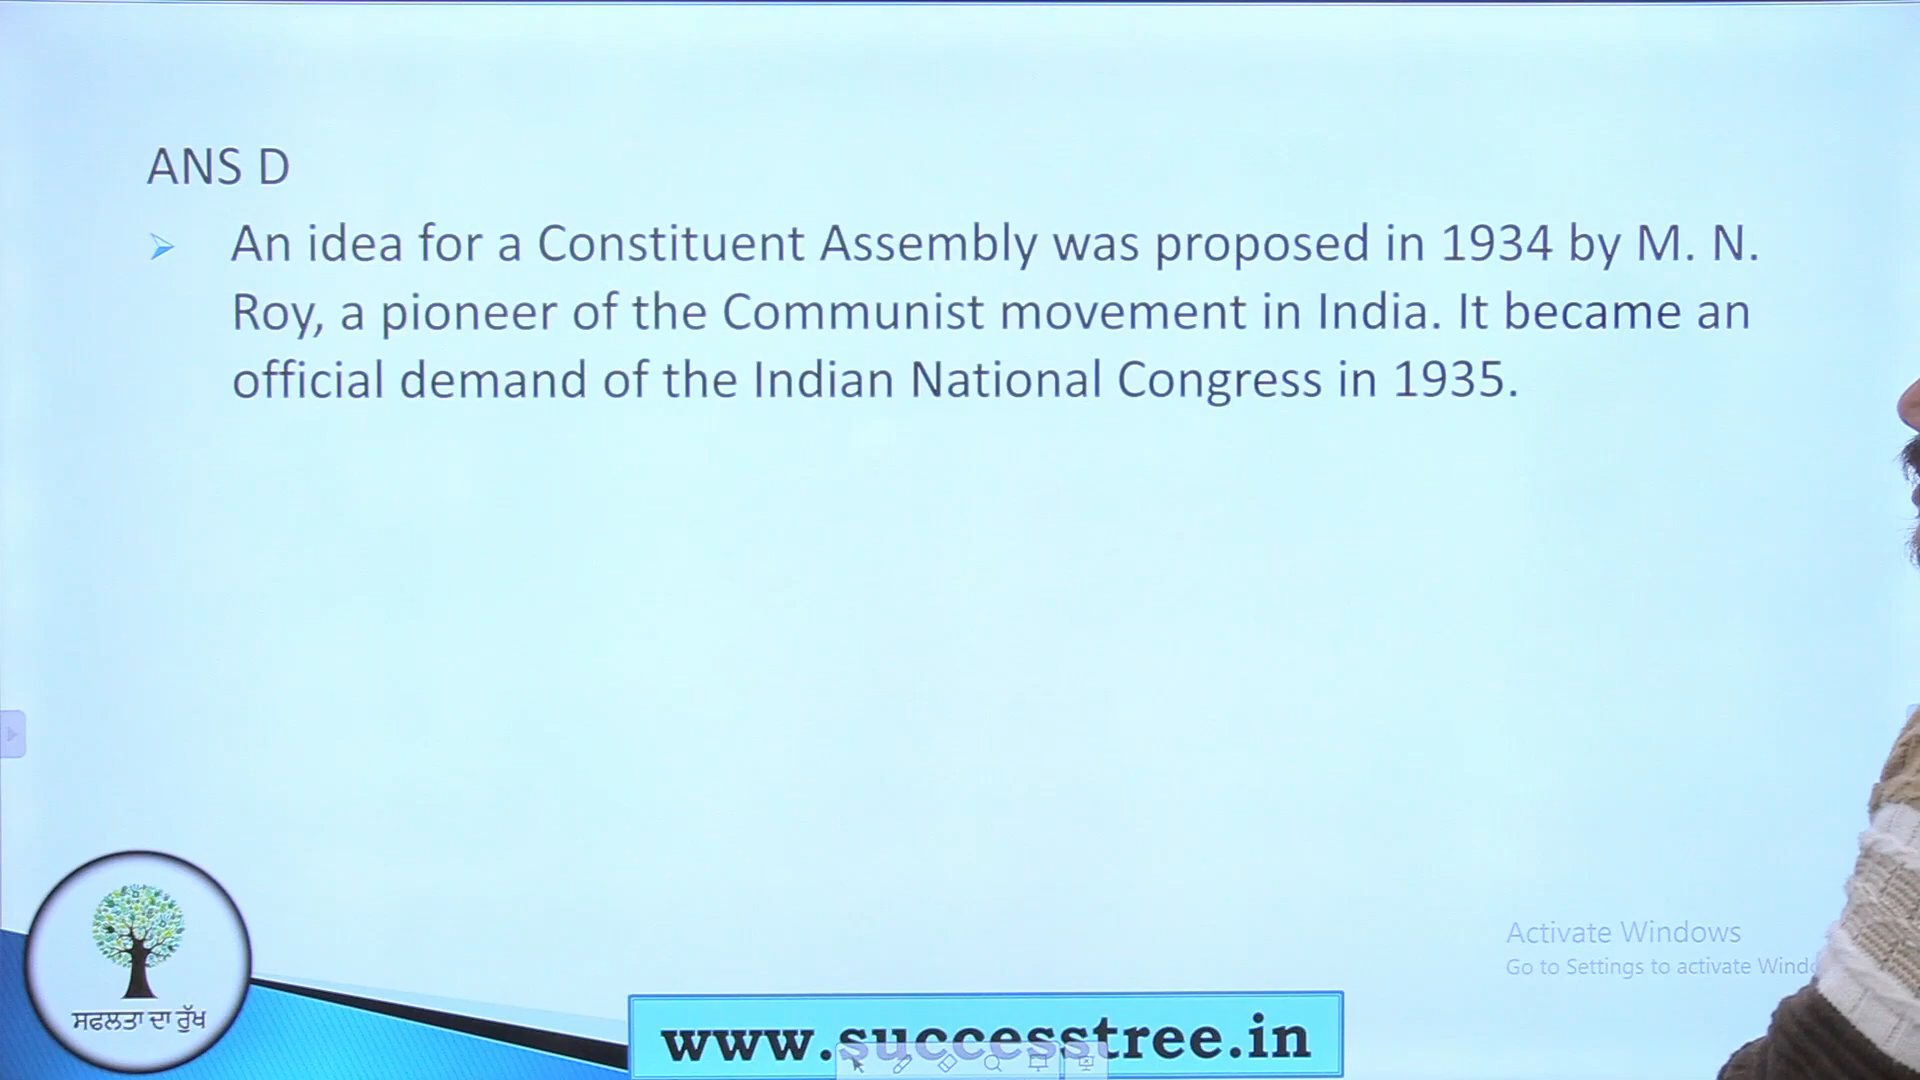 ANS D
An idea for a Constituent Assembly was proposed in 1934 by M. N.
Roy, a pioneer of the Communist movement in India. It became an
official demand of the Indian National Congress in 1935.
Activate Windows
Go to Settings to activate Wind
ਸਫਲਤਾ ਦਾ ਰੁੱਖ
www.successtree.in